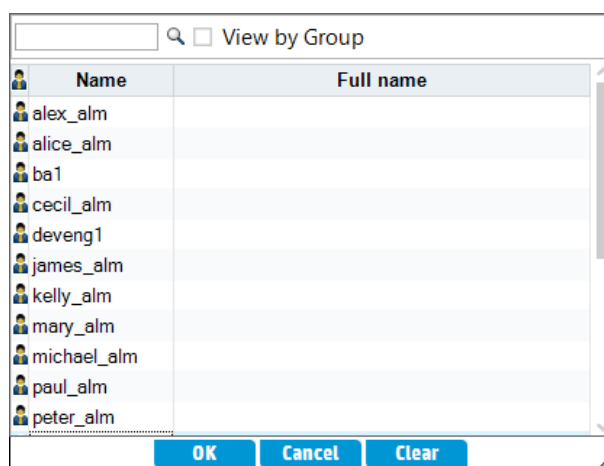 View by Group
Name Full name
alex_alm
alice_alm
ba1
cecil_alm
deveng1
james_alm
kelly_alm
mary_alm
michael_alm
paul_alm
peter_alm
OK Cancel Clear